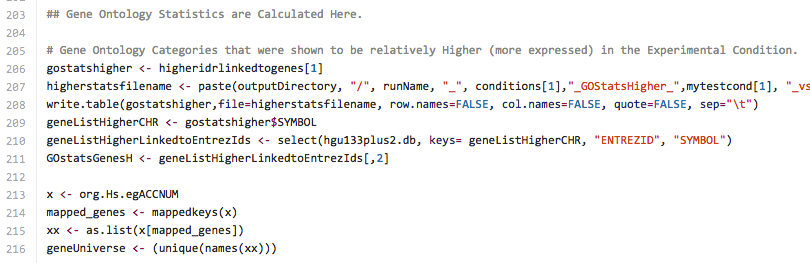 203 ## Gene Ontology Statistics are Calculated Here.
204
205 # Gene Ontology Categories that were shown to be relatively Higher (more expressed) in the Experimental Condition.
206 gostatshigher <- higheridrlinkedtogenes[1]
207 higherstatsfilename <- paste(outputDirectory, "/", runName, "_", conditions[1],"_GOStatsHigher_",mytestcond[1], "_vs
208 write.table(gostatshigher,file=higherstatsfilename, row.names=FALSE, col.names=FALSE, quote=FALSE, sep="\t")
209 geneListHigherCHR <- gostatshigher$SYMBOL
210 geneListHigherLinkedtoEntrezIds <- select(hgu133plus2.db, keys= geneListHigherCHR, "ENTREZID", "SYMBOL")
211 GOstatsGenesH <- geneListHigherLinkedtoEntrezIds[,2]
212
213 x <- org.Hs.egACCNUM
214 mapped_genes <- mappedkeys(x)
215 xx <- as.list(x[mapped_genes])
216 geneUniverse <- (unique(names(xx)))